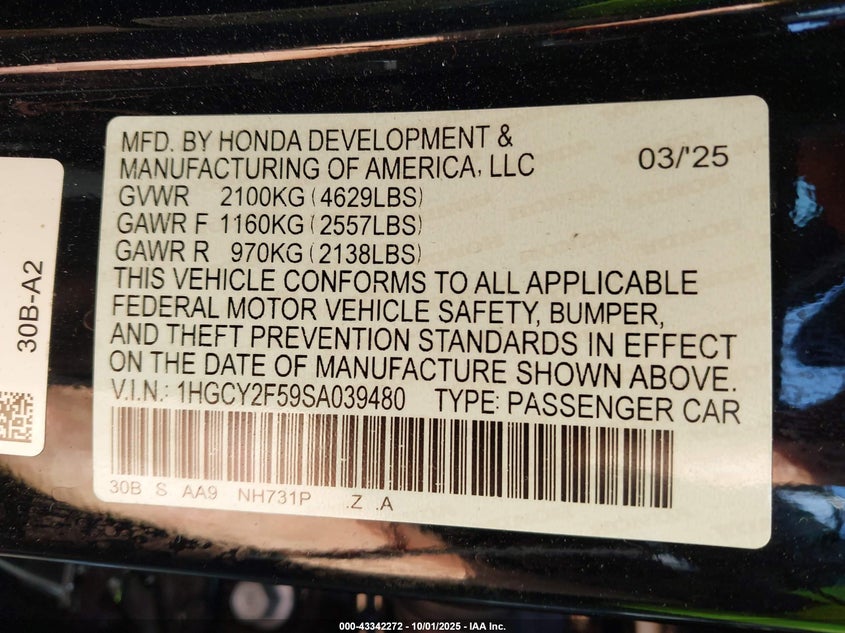 MFD. BY HONDA DEVELOPMENT &
MANUFACTURING OF AMERICA, LLC 03/'25
GVWR 2100KG (4629LBS)
GAWR F 1160KG (2557LBS)
GAWR R 970KG (2138LBS)
THIS VEHICLE CONFORMS TO ALL APPLICABLE
FEDERAL MOTOR VEHICLE SAFETY, BUMPER,
AND THEFT PREVENTION STANDARDS IN EFFECT
ON THE DATE OF MANUFACTURE SHOWN ABOVE.
V.I.N.: 1HGCY2F59SA039480 TYPE: PASSENGER CAR
30B S AA9 NH731P .Z .A
30B-A2
000-43342272 - 10/01/2025 - IAA Inc.